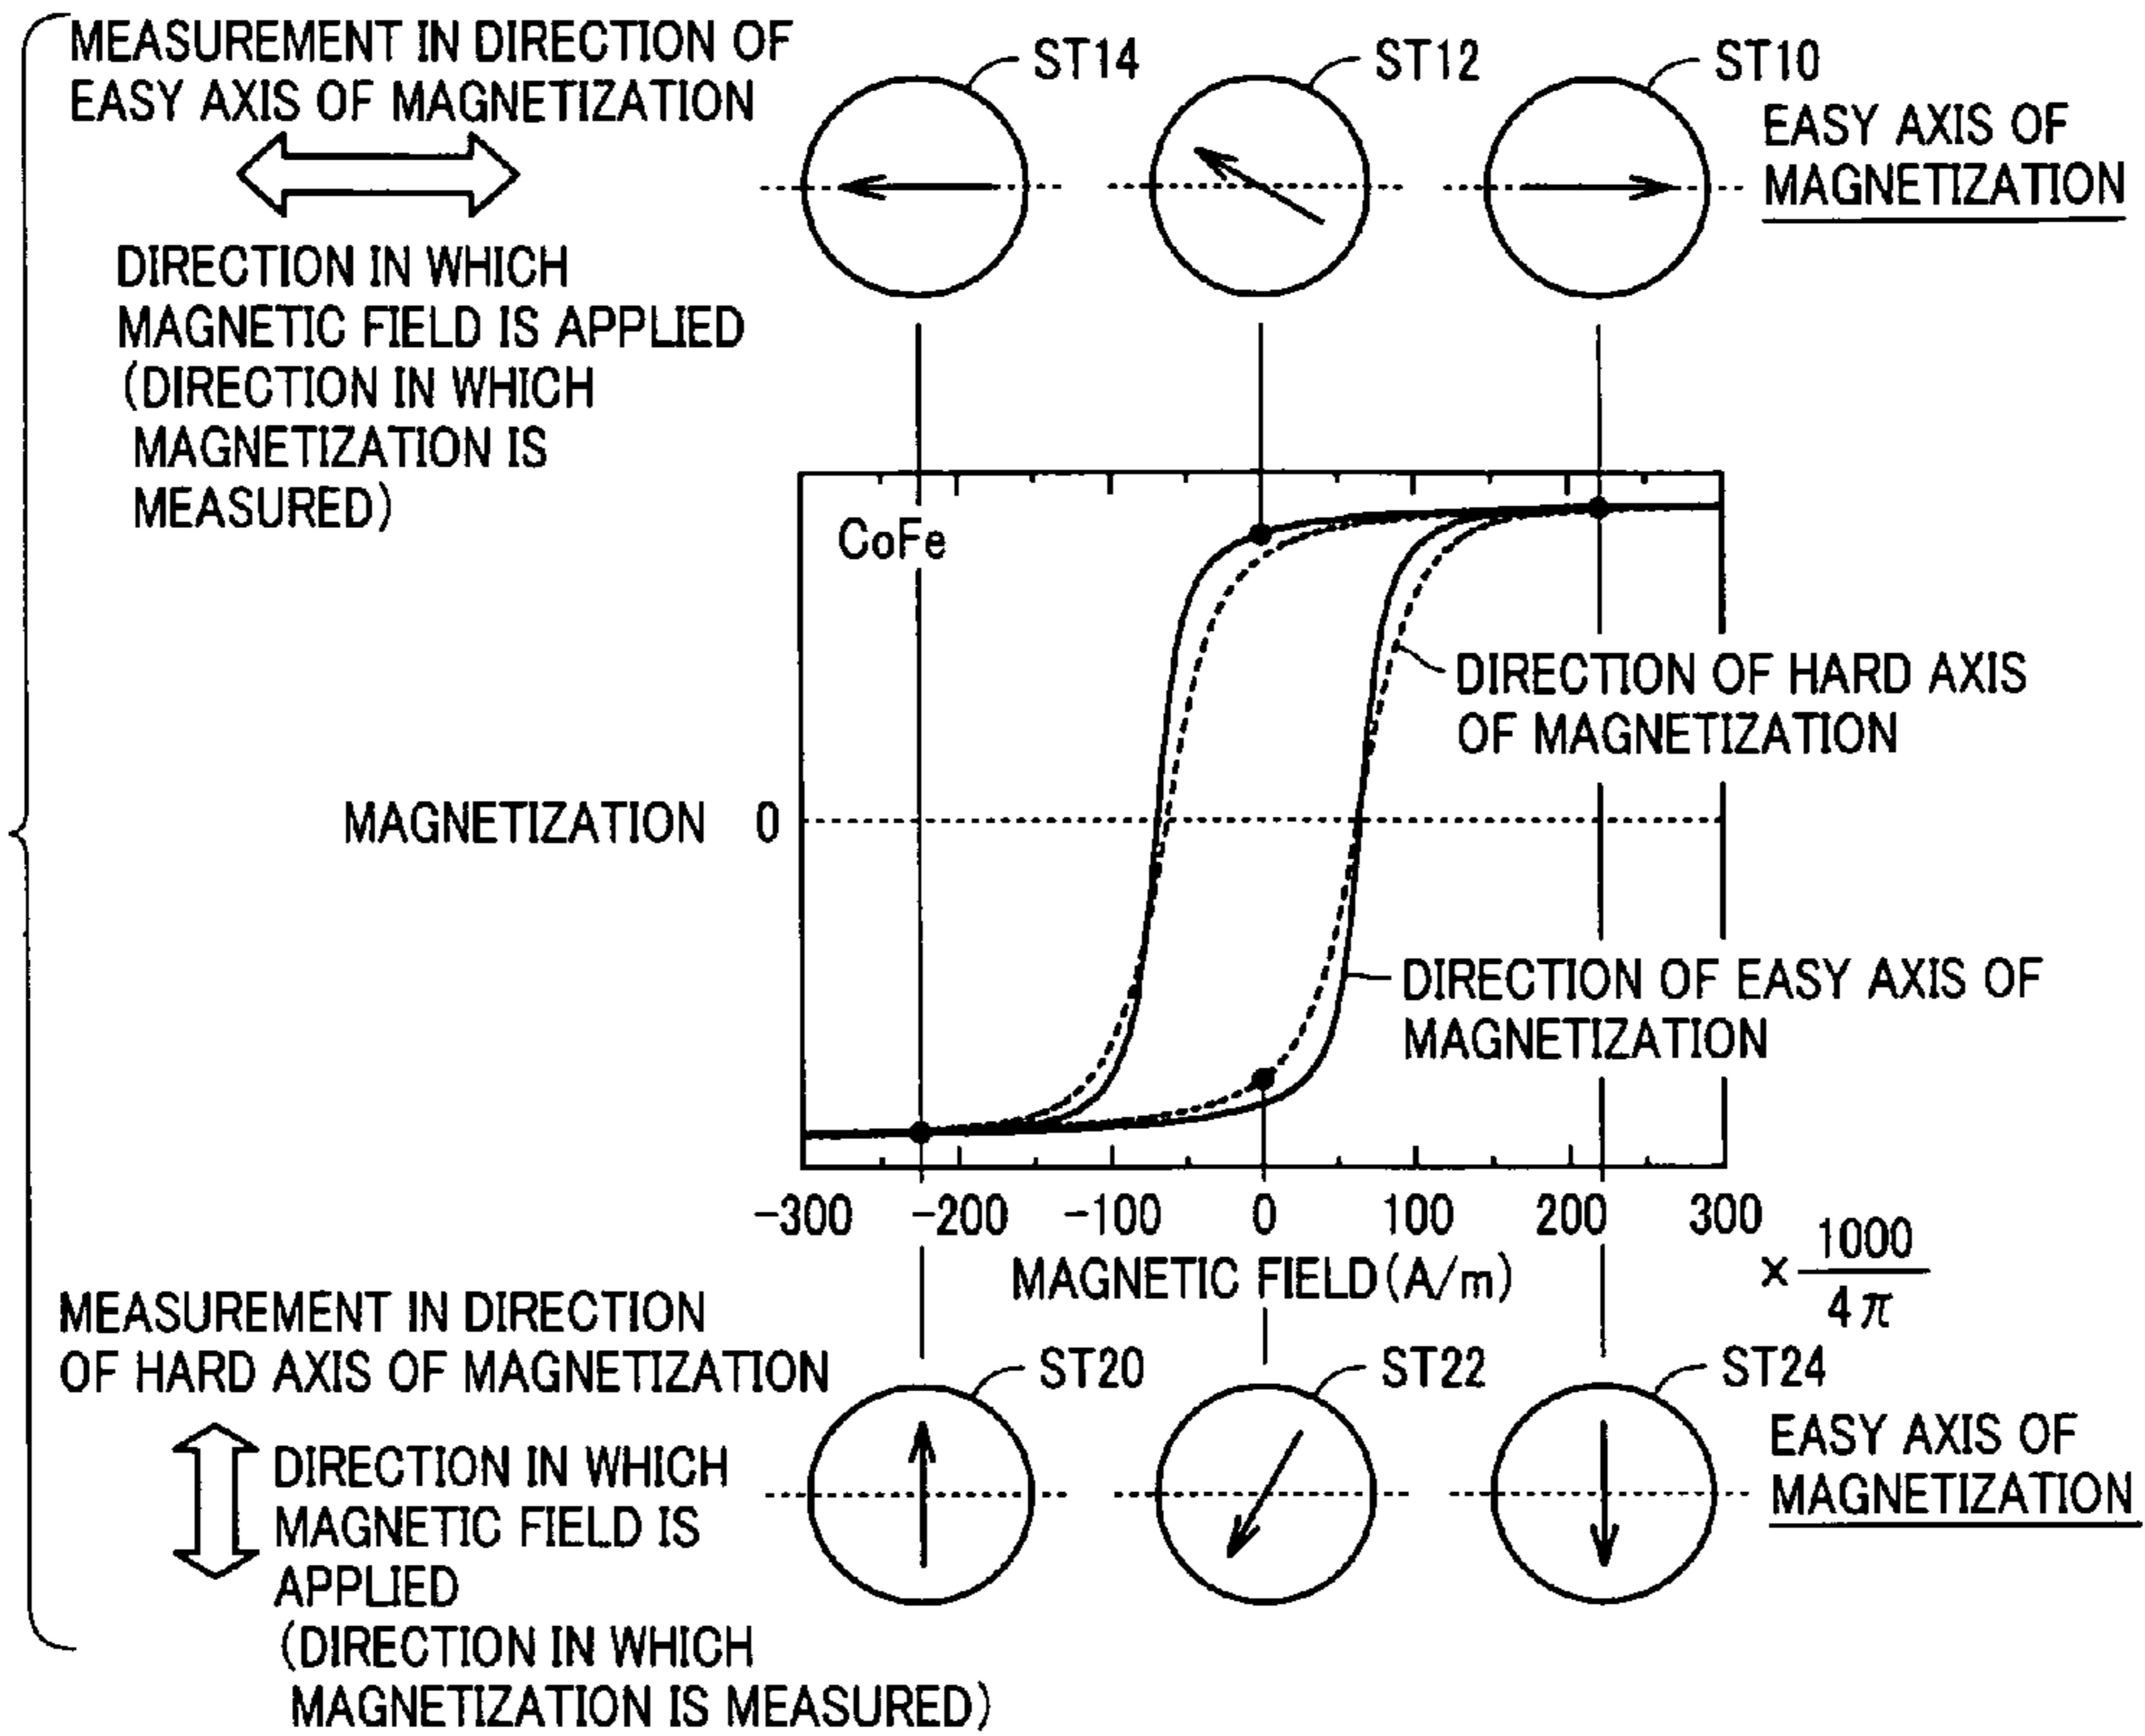 MEASUREMENT IN DIRECTION OF
EASY AXIS OF MAGNETIZATION
ST14
ST12
ST10
EASY AXIS OF
MAGNETIZATION
DIRECTION IN WHICH
MAGNETIC FIELD IS APPLIED
(DIRECTION IN WHICH
MAGNETIZATION IS
MEASURED)
CoFe
DIRECTION OF HARD AXIS
OF MAGNETIZATION
MAGNETIZATION 0
DIRECTION OF EASY AXIS OF
MAGNETIZATION
-300 -200 -100 0 100 200 300
MAGNETIC FIELD(A/m)
× 1000
4π
MEASUREMENT IN DIRECTION
OF HARD AXIS OF MAGNETIZATION
ST20
ST22
ST24
EASY AXIS OF
MAGNETIZATION
DIRECTION IN WHICH
MAGNETIC FIELD IS
APPLIED
(DIRECTION IN WHICH
MAGNETIZATION IS MEASURED)